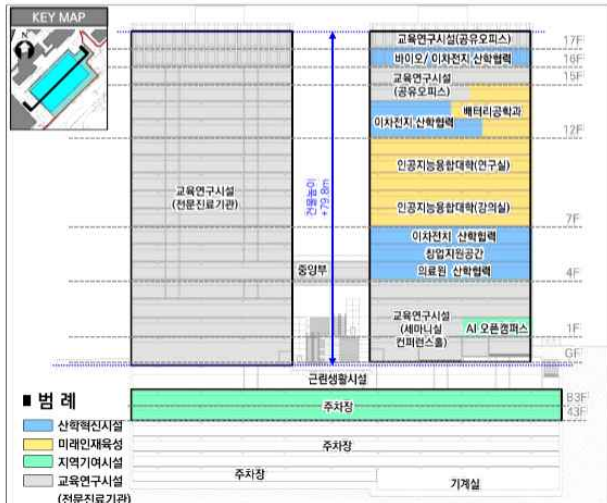 KEY MAP
N
교육연구시설(공유오피스)
17F
바이오/ 이차전지 산학협력
16F
교육연구시설
(공유오피스)
15F
배터리공학과
이차전지 산학협력
12F
인공지능융합대학(연구실)
교육연구시설
(전문진료기관)
건물높이
+79.8m
인공지능융합대학(강의실)
7F
이차전지 산학협력
창업지원공간
중앙부
의료원 산학협력
4F
교육연구시설
(세미나실
컨퍼런스홀)
AI 오픈캠퍼스
1F
GF
근린생활시설
■ 범 례
산학혁신시설
미래인재육성
지역기여시설
교육연구시설
(전문진료기관)
주차장
B3F
43F
주차장
주차장
기계실